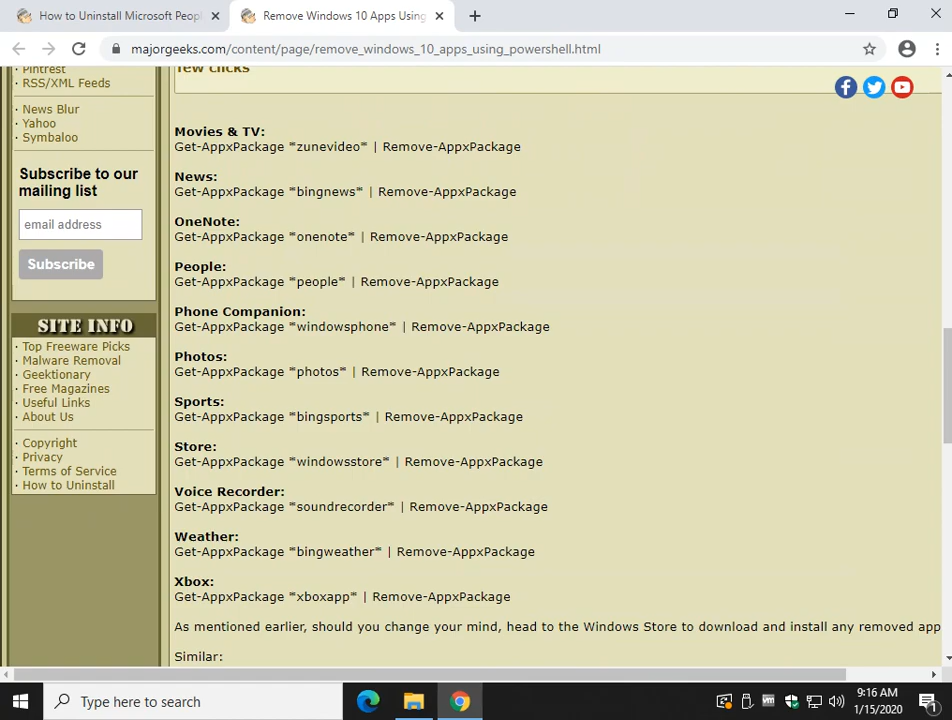 How to Uninstall Microsoft Peop
Remove Windows 10 Apps Using
majorgeeks.com/content/page/remove_windows_10_apps_using_powershell.html
Pintrest
RSS/XML Feeds
News Blur
Yahoo
Symbaloo
Subscribe to our
mailing list
email address
Subscribe
SITE INFO
Top Freeware Picks
Malware Removal
Geektionary
Free Magazines
Useful Links
About Us
Copyright
Privacy
Terms of Service
How to Uninstall
few clicks
Movies & TV:
Get-AppxPackage *zunevideo* | Remove-AppxPackage
News:
Get-AppxPackage *bingnews* | Remove-AppxPackage
OneNote:
Get-AppxPackage *onenote* | Remove-AppxPackage
People:
Get-AppxPackage *people* | Remove-AppxPackage
Phone Companion:
Get-AppxPackage *windowsphone* | Remove-AppxPackage
Photos:
Get-AppxPackage *photos* | Remove-AppxPackage
Sports:
Get-AppxPackage *bingsports* | Remove-AppxPackage
Store:
Get-AppxPackage *windowsstore* | Remove-AppxPackage
Voice Recorder:
Get-AppxPackage *soundrecorder* | Remove-AppxPackage
Weather:
Get-AppxPackage *bingweather* | Remove-AppxPackage
Xbox:
Get-AppxPackage *xboxapp* | Remove-AppxPackage
As mentioned earlier, should you change your mind, head to the Windows Store to download and install any removed app
Similar:
Type here to search
9:16 AM
1/15/2020
1